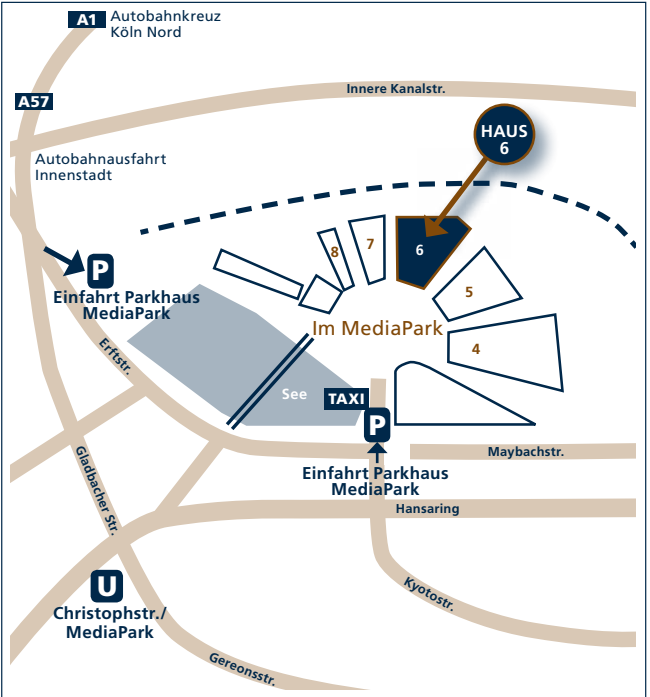 A1
Autobahnkreuz
Köln Nord
Innere Kanalstr.
A57
HAUS
6
Autobahnausfahrt
Innenstadt
8
7
6
5
4
P
Einfahrt Parkhaus
MediaPark
Im MediaPark
Erftstr.
See
TAXI
P
Maybachstr.
Einfahrt Parkhaus
MediaPark
Gladbacher Str.
Hansaring
U
Christophstr./
MediaPark
Kyotostr.
Gereonsstr.